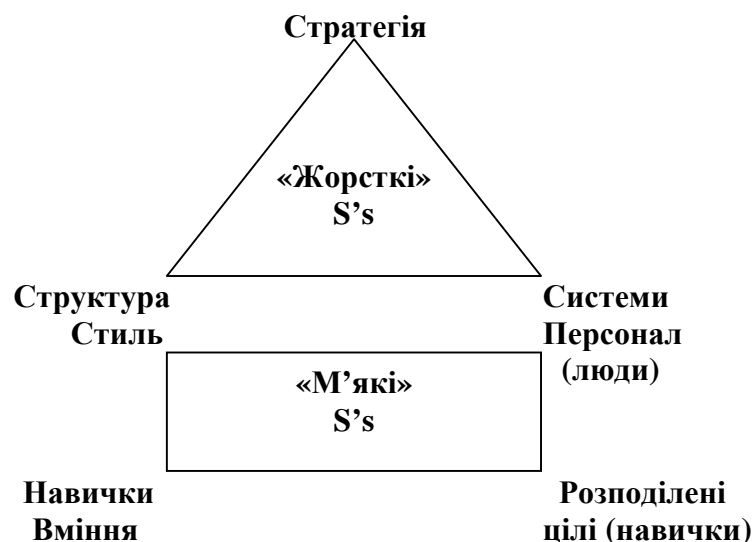 Стратегія
«Жорсткі»
S’s
Структура
Системи
Стиль
Персонал
(люди)
«М’які»
S’s
Навички
Розподілені
Вміння
цілі (навички)